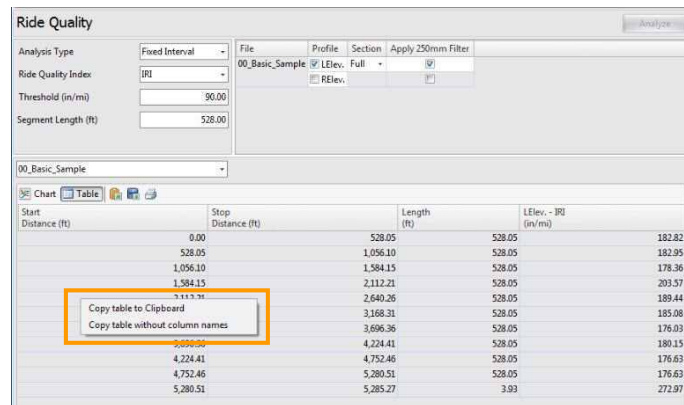 Ride Quality
Analyze
Analysis Type Fixed Interval
Ride Quality Index IRI
Threshold (in/mi) 90.00
Segment Length (ft) 528.00
File Profile Section Apply 250mm Filter
00_Basic_Sample LElev. Full
RElev.
00_Basic_Sample
Chart Table
Start Distance (ft) Stop Distance (ft) Length (ft) LElev. - IRI (in/mi)
0.00 528.05 528.05 182.82
528.05 1,056.10 528.05 182.95
1,056.10 1,584.15 528.05 178.36
1,584.15 2,112.21 528.05 203.57
2,112.21 2,640.26 528.05 189.44
Copy table to Clipboard 3,168.31 528.05 185.08
Copy table without column names 3,696.36 528.05 176.03
4,224.41 528.05 180.15
4,224.41 4,752.46 528.05 176.63
4,752.46 5,280.51 528.05 176.63
5,280.51 5,285.27 3.93 272.97